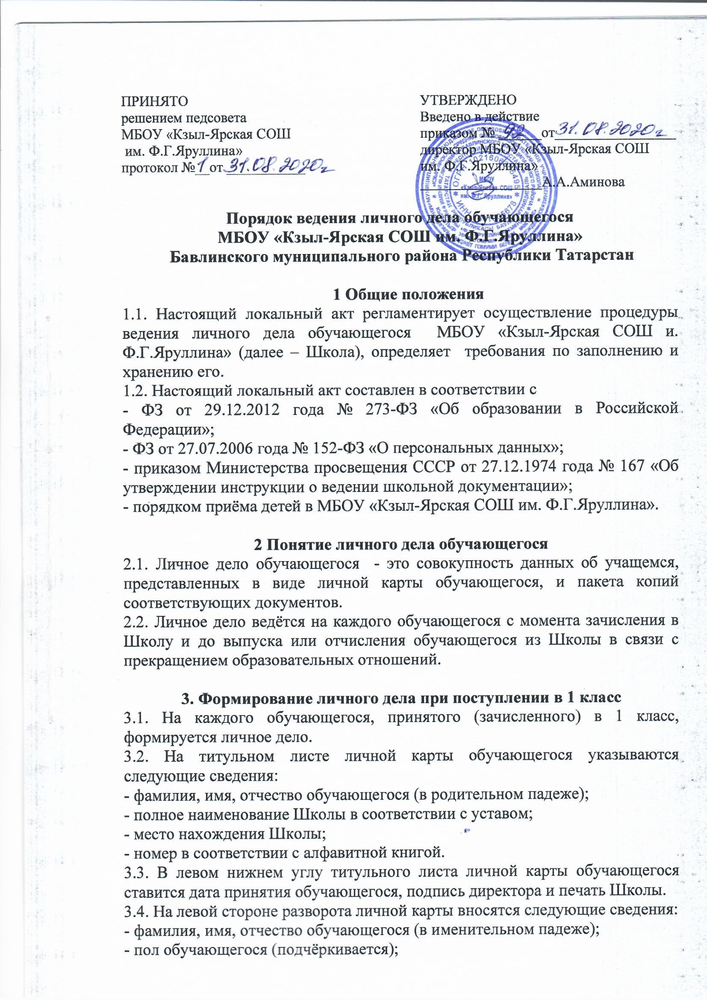 ПРИНЯТО
решением педсовета
МБОУ «Кзыл-Ярская СОШ
им. Ф.Г.Яруллина»
протокол № 1 от 31.08.2020 г
УТВЕРЖДЕНО
Введено в действие
приказом № 92 от 31.08.2020 г
директор МБОУ «Кзыл-Ярская СОШ
им. Ф.Г.Яруллина»
А.А.Аминова
МБОУ
«Кзыл-Ярская СОШ
им. Ф.Г. Яруллина»
Порядок ведения личного дела обучающегося
МБОУ «Кзыл-Ярская СОШ им. Ф.Г.Яруллина»
Бавлинского муниципального района Республики Татарстан
1 Общие положения
1.1. Настоящий локальный акт регламентирует осуществление процедуры
ведения личного дела обучающегося МБОУ «Кзыл-Ярская СОШ и.
Ф.Г.Яруллина» (далее – Школа), определяет требования по заполнению и
хранению его.
1.2. Настоящий локальный акт составлен в соответствии с
- ФЗ от 29.12.2012 года № 273-ФЗ «Об образовании в Российской
Федерации»;
- ФЗ от 27.07.2006 года № 152-ФЗ «О персональных данных»;
- приказом Министерства просвещения СССР от 27.12.1974 года № 167 «Об
утверждении инструкции о ведении школьной документации»;
- порядком приёма детей в МБОУ «Кзыл-Ярская СОШ им. Ф.Г.Яруллина».
2 Понятие личного дела обучающегося
2.1. Личное дело обучающегося - это совокупность данных об учащемся,
представленных в виде личной карты обучающегося, и пакета копий
соответствующих документов.
2.2. Личное дело ведётся на каждого обучающегося с момента зачисления в
Школу и до выпуска или отчисления обучающегося из Школы в связи с
прекращением образовательных отношений.
3. Формирование личного дела при поступлении в 1 класс
3.1. На каждого обучающегося, принятого (зачисленного) в 1 класс,
формируется личное дело.
3.2. На титульном листе личной карты обучающегося указываются
следующие сведения:
- фамилия, имя, отчество обучающегося (в родительном падеже);
- полное наименование Школы в соответствии с уставом;
- место нахождения Школы;
- номер в соответствии с алфавитной книгой.
3.3. В левом нижнем углу титульного листа личной карты обучающегося
ставится дата принятия обучающегося, подпись директора и печать Школы.
3.4. На левой стороне разворота личной карты вносятся следующие сведения:
- фамилия, имя, отчество обучающегося (в именительном падеже);
- пол обучающегося (подчёркивается);